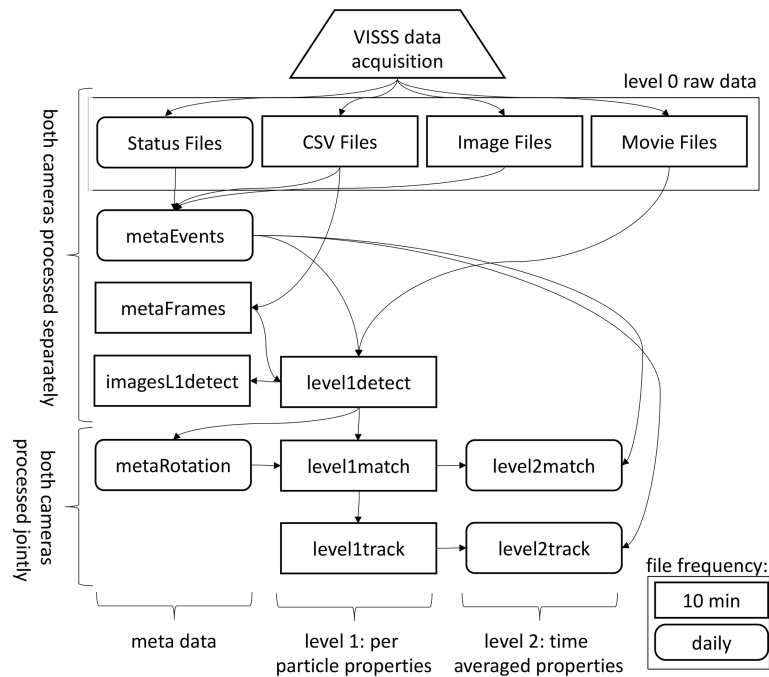 VISSS data
acquisition
level 0 raw data
Status Files
CSV Files
Image Files
Movie Files
both cameras processed separately
metaEvents
metaFrames
imagesL1detect
level1detect
both cameras
processed jointly
metaRotation
level1match
level2match
level1track
level2track
file frequency:
10 min
daily
meta data
level 1: per
particle properties
level 2: time
averaged properties